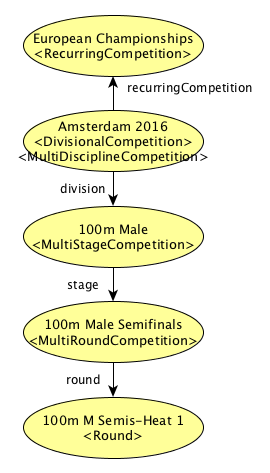 European Championships
<RecurringCompetition>
recurringCompetition
Amsterdam 2016
<DivisionalCompetition>
<MultiDisciplineCompetition>
division
100m Male
<MultiStageCompetition>
stage
100m Male Semifinals
<MultiRoundCompetition>
round
100m M Semis-Heat 1
<Round>